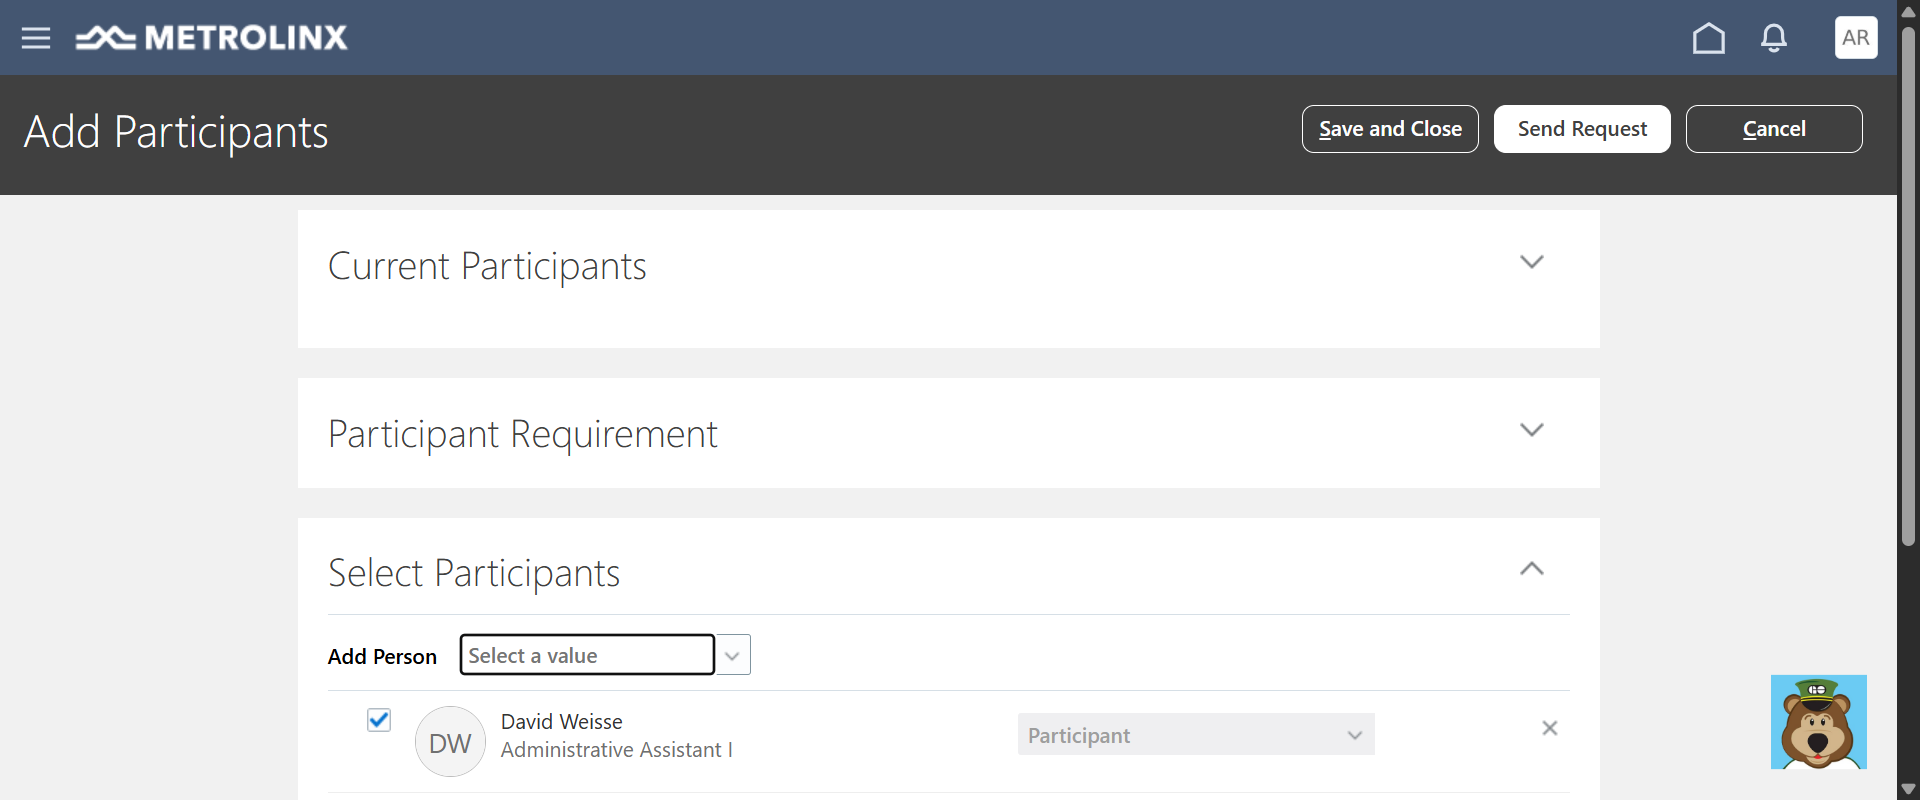 METROLINX
AR
Add Participants
Save and Close
Send Request
Cancel
Current Participants
Participant Requirement
Select Participants
Add Person
Select a value
DW
David Weisse
Administrative Assistant I
Participant